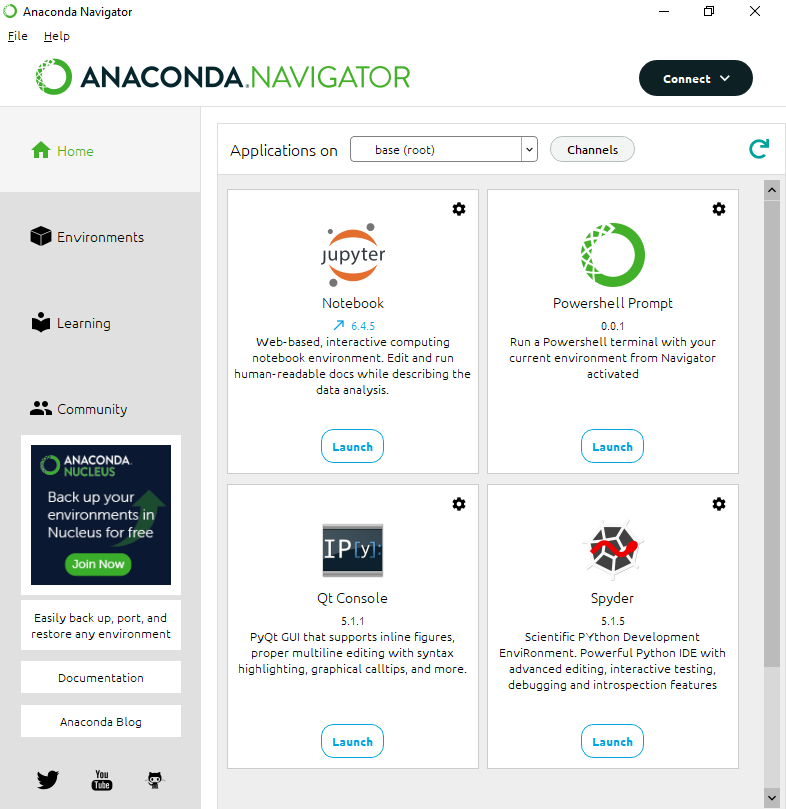 Anaconda Navigator
File Help
ANACONDA.NAVIGATOR
Connect
Home
Environments
Learning
Community
ANACONDA.
NUCLEUS
Back up your
environments in
Nucleus for free
Join Now
Easily back up, port, and
restore any environment
Documentation
Anaconda Blog
You
Tube
Applications on
base (root)
Channels
jupyter
Notebook
6.4.5
Web-based, interactive computing
notebook environment. Edit and run
human-readable docs while describing the
data analysis.
Launch
Powershell Prompt
0.0.1
Run a Powershell terminal with your
current environment from Navigator
activated
Launch
IP[y]:
Qt Console
5.1.1
PyQt GUI that supports inline figures,
proper multiline editing with syntax
highlighting, graphical calltips, and more.
Launch
Spyder
5.1.5
Scientific PYthon Development
EnviRonment. Powerful Python IDE with
advanced editing, interactive testing,
debugging and introspection features
Launch